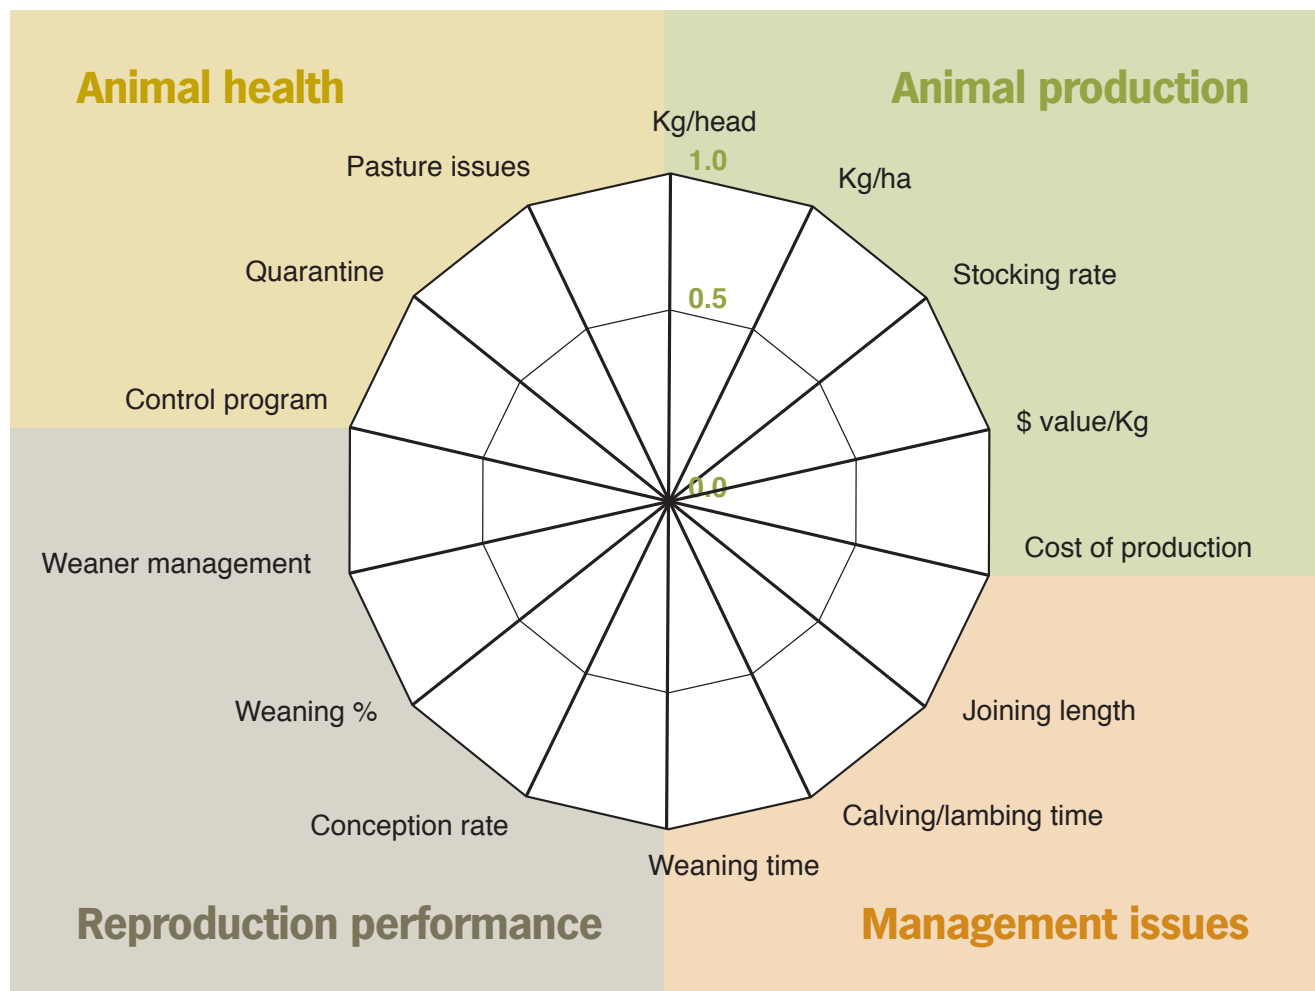 Animal health
Animal production
Kg/head
1.0
Pasture issues
Kg/ha
Quarantine
Stocking rate
0.5
Control program
$ value/Kg
0.0
Weaner management
Cost of production
Weaning %
Joining length
Conception rate
Calving/lambing time
Weaning time
Reproduction performance
Management issues